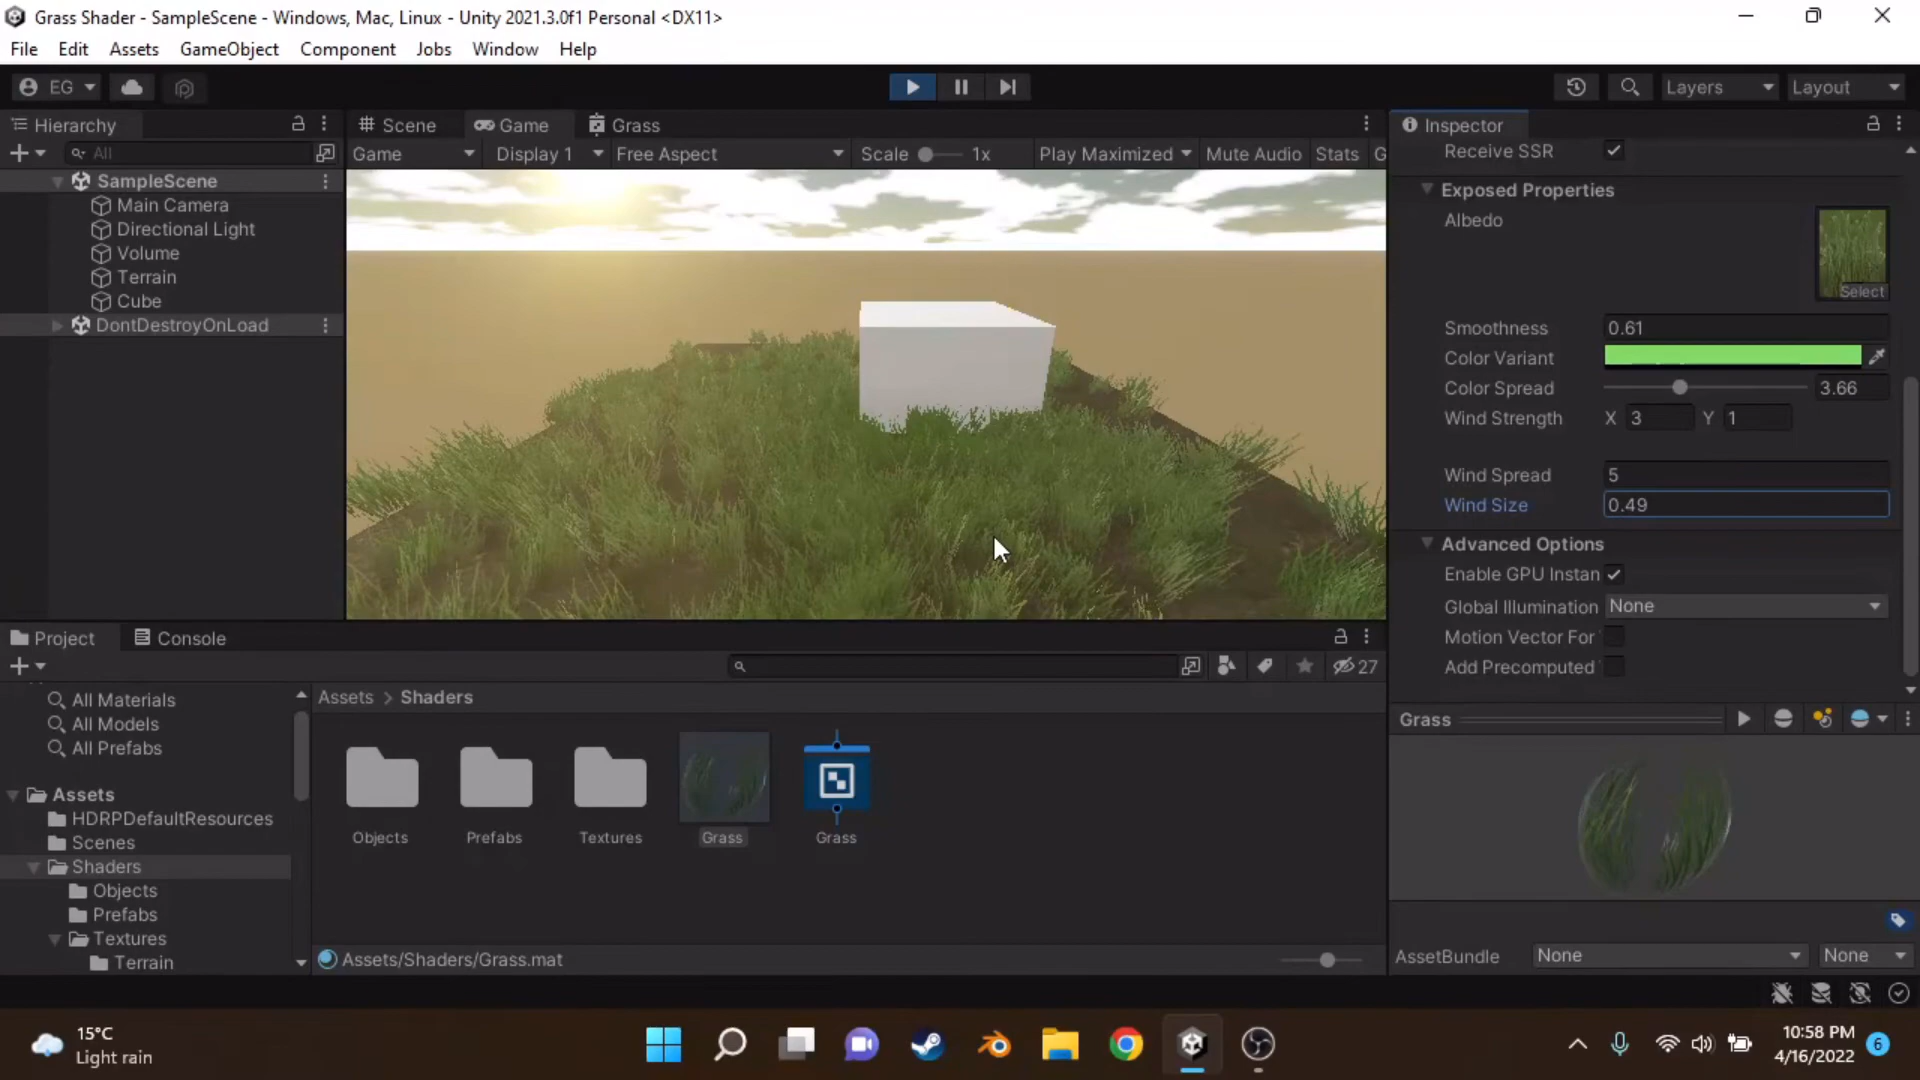 Grass Shader - SampleScene - Windows, Mac, Linux - Unity 2021.3.0f1 Personal <DX11>
File Edit Assets GameObject Component Jobs Window Help
EG
Layers
Layout
Hierarchy
All
SampleScene
Main Camera
Directional Light
Volume
Terrain
Cube
DontDestroyOnLoad
Scene
Game
Grass
Game
Display 1
Free Aspect
Scale
1x
Play Maximized
Mute Audio
Stats
G
Inspector
Receive SSR
Exposed Properties
Albedo
Select
Smoothness 0.61
Color Variant
Color Spread 3.66
Wind Strength X 3 Y 1
Wind Spread 5
Wind Size 0.49
Advanced Options
Enable GPU Instan
Global Illumination None
Motion Vector For
Add Precomputed
Project
Console
27
All Materials
All Models
All Prefabs
Assets
HDRPDefaultResources
Scenes
Shaders
Objects
Prefabs
Textures
Terrain
Assets > Shaders
Objects
Prefabs
Textures
Grass
Grass
Assets/Shaders/Grass.mat
Grass
AssetBundle None None
15°C
Light rain
10:58 PM
4/16/2022
6